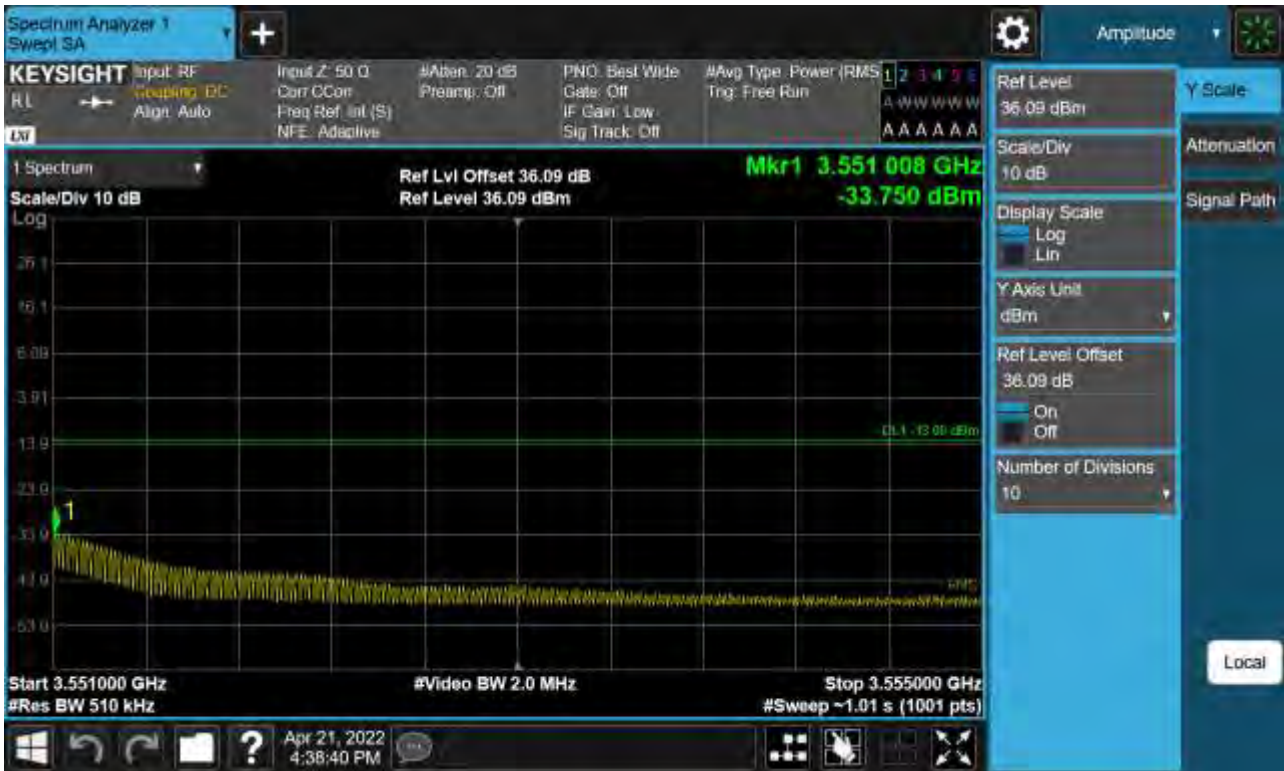 Spectrum Analyzer 1
Swept SA
+
Amplitude
KEYSIGHT
Input: RF
Coupling: DC
Align: Auto
RL
LXI
Input Z: 50 Ω
Corr CCorr
Freq Ref: Int (S)
NFE: Adaptive
#Atten: 20 dB
Preamp: Off
PNO: Best Wide
Gate: Off
IF Gain: Low
Sig Track: Off
#Avg Type: Power (RMS
Trig: Free Run
1 2 3 4 5 6
A W W W W W
A A A A A A
1 Spectrum
Scale/Div 10 dB
Log
Ref Lvl Offset 36.09 dB
Ref Level 36.09 dBm
Mkr1 3.551 008 GHz
-33.750 dBm
26.1
16.1
6.09
-3.91
-13.9
-23.9
-33.9
-43.9
-53.9
DL1 -13.00 dBm
1
RMS
Start 3.551000 GHz
#Res BW 510 kHz
#Video BW 2.0 MHz
Stop 3.555000 GHz
#Sweep ~1.01 s (1001 pts)
Ref Level
36.09 dBm
Scale/Div
10 dB
Display Scale
Log
Lin
Y Axis Unit
dBm
Ref Level Offset
36.09 dB
On
Off
Number of Divisions
10
Y Scale
Attenuation
Signal Path
Local
?
Apr 21, 2022
4:38:40 PM